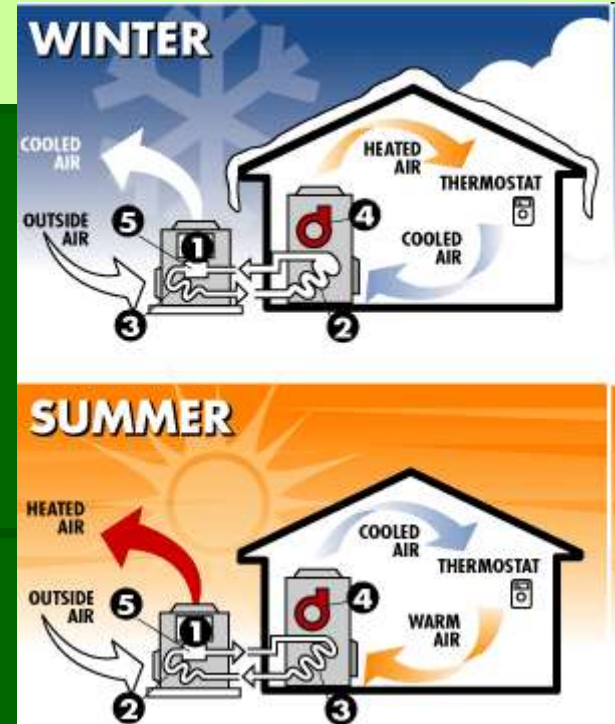 WINTER
COOLED
AIR
HEATED
AIR
THERMOSTAT
OUTSIDE
AIR
5
1
4
COOLED
AIR
3
2
SUMMER
HEATED
AIR
COOLED
AIR
THERMOSTAT
OUTSIDE
AIR
5
1
4
WARM
AIR
2
3